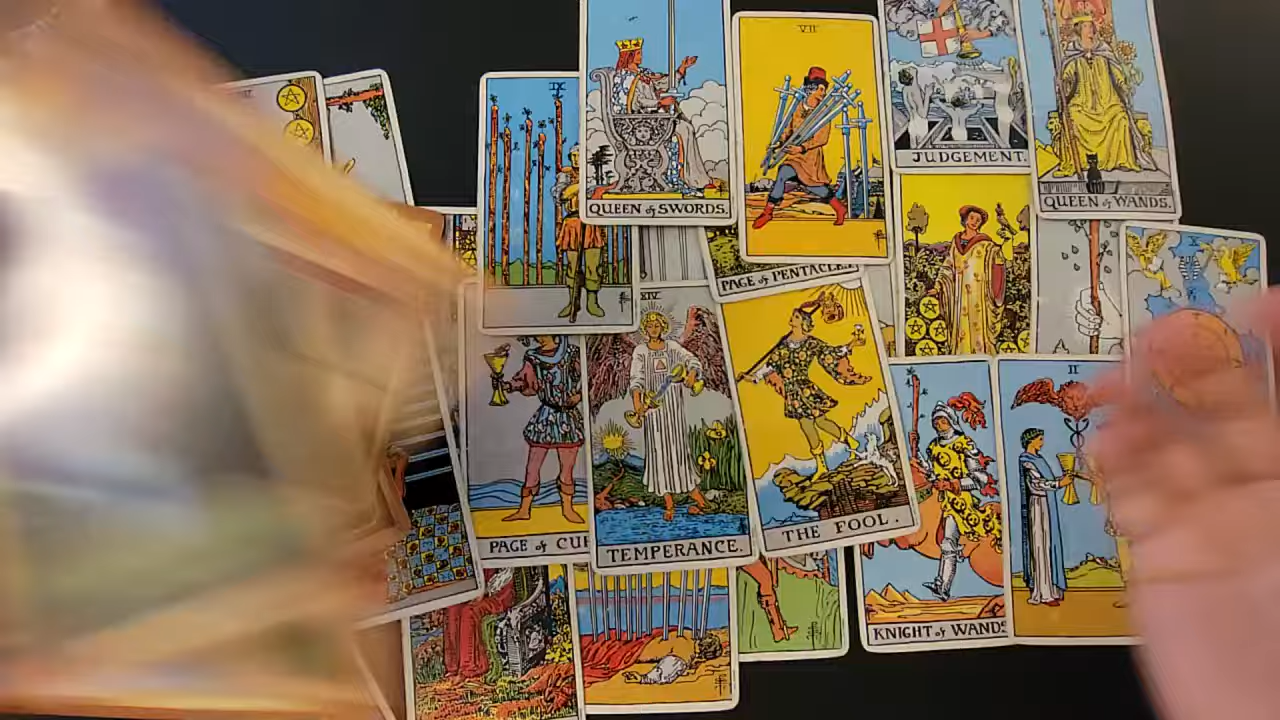 VII
JUDGEMENT.
QUEEN of WANDS.
IX
QUEEN of SWORDS.
PAGE of PENTACLES
X
XIV
II
PAGE of CUP
TEMPERANCE.
THE FOOL.
KNIGHT of WANDS